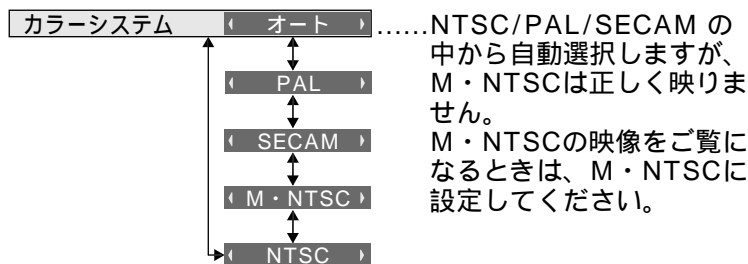 カラーシステム オート ……NTSC/PAL/SECAM の
中から自動選択しますが、
PAL
M・NTSCは正しく映りま
せん。
SECAM
M・NTSCの映像をご覧に
なるときは、M・NTSCに
M・NTSC
設定してください。
NTSC